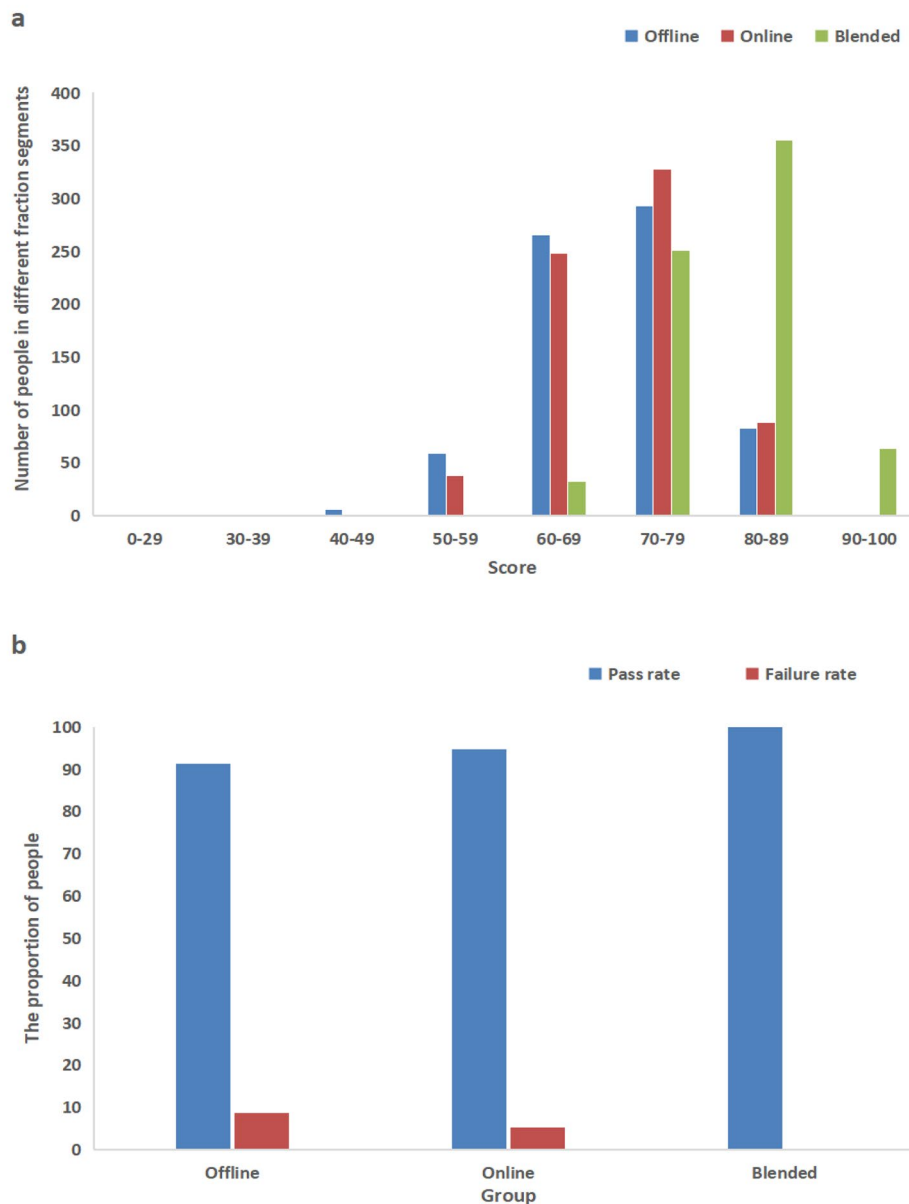 a
Offline Online Blended
Number of people in different fraction segments
400
350
300
250
200
150
100
50
0
0-29 30-39 40-49 50-59 60-69 70-79 80-89 90-100
Score
b
Pass rate Failure rate
The proportion of people
100
90
80
70
60
50
40
30
20
10
0
Offline Online Blended
Group